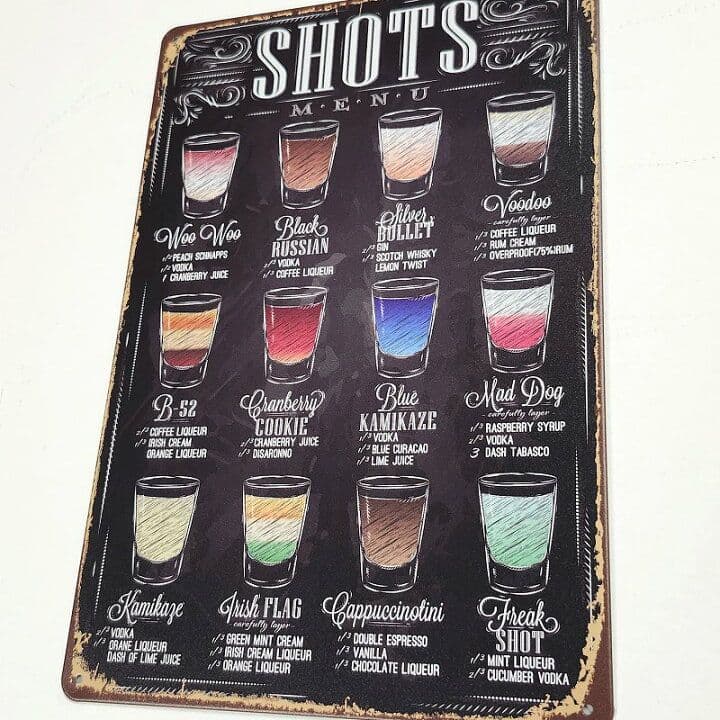 SHOTS
MENU
Woo Woo
1/3 PEACH SCHNAPPS
1/3 VODKA
1 CRANBERRY JUICE
Black
RUSSIAN
2/3 VODKA
1/3 COFFEE LIQUEUR
Silver
BULLET
2/3 GIN
1/3 SCOTCH WHISKY
LEMON TWIST
Voodoo
carefully layer
1/3 COFFEE LIQUEUR
1/3 RUM CREAM
1/3 OVERPROOF(75%)RUM
B-52
2/3 COFFEE LIQUEUR
1/3 IRISH CREAM
ORANGE LIQUEUR
Cranberry
COOKIE
2/3 CRANBERRY JUICE
1/3 DISARONNO
Blue
KAMIKAZE
1/3 VODKA
1/3 BLUE CURACAO
1/3 LIME JUICE
Mad Dog
carefully layer
1/3 RASPBERRY SYRUP
2/3 VODKA
3 DASH TABASCO
Kamikaze
2/3 VODKA
1/3 ORANE LIQUEUR
DASH OF LIME JUICE
Irish FLAG
carefully layer
1/3 GREEN MINT CREAM
1/3 IRISH CREAM LIQUEUR
1/3 ORANGE LIQUEUR
Cappuccinotini
1/3 DOUBLE ESPRESSO
1/3 VANILLA
1/3 CHOCOLATE LIQUEUR
Freak
SHOT
1/3 MINT LIQUEUR
2/3 CUCUMBER VODKA